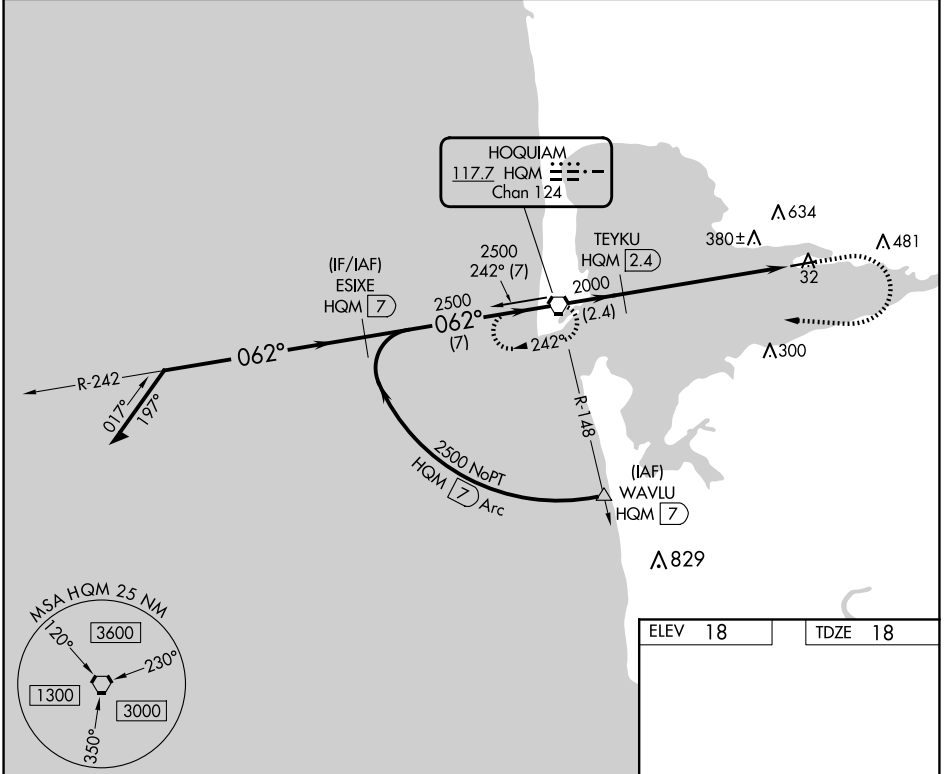 HOQUIAM
117.7 HQM
Chan 124
634
380±
481
32
300
TEYKU
HQM 2.4
2500
242° (7)
(IF/IAF)
ESIXE
HQM 7
2500
062°
(7)
2000
(2.4)
242°
062°
R-242
017°
197°
R-148
2500 NoPT
HQM 7 Arc
(IAF)
WAVLU
HQM 7
829
MSA HQM 25 NM
120°
3600
230°
1300
3000
350°
ELEV 18
TDZE 18